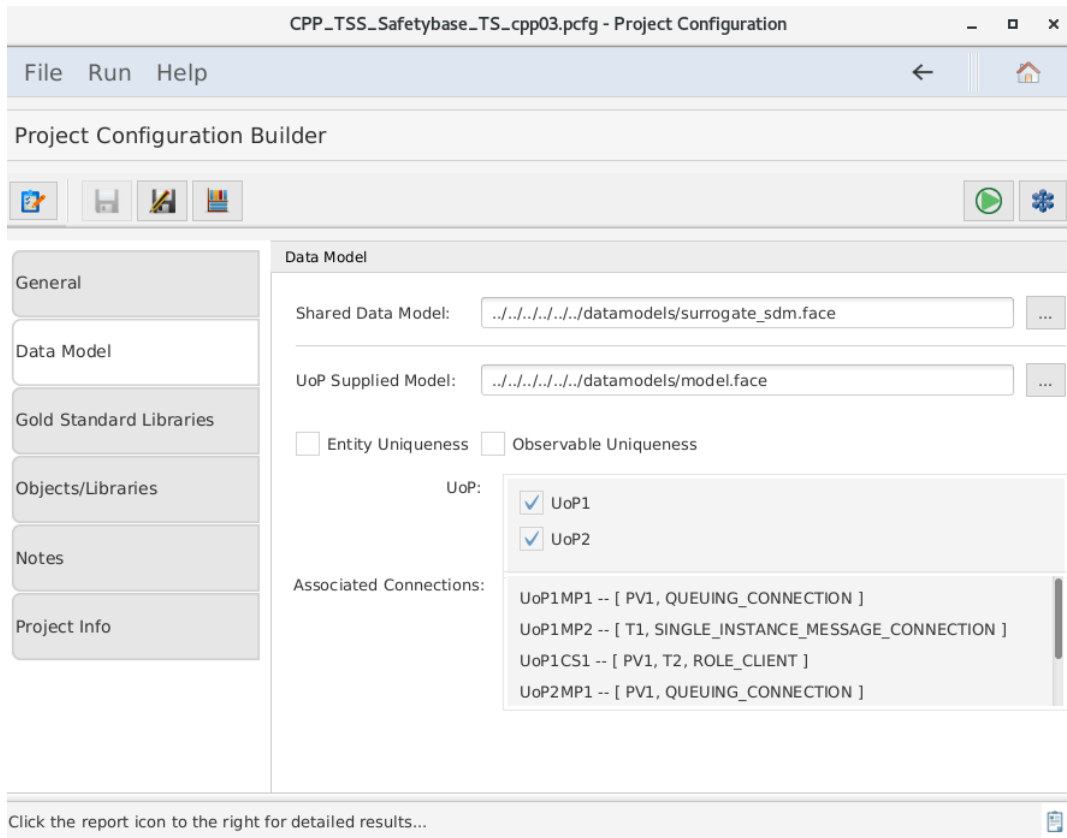 CPP_TSS_Safetybase_TS_cpp03.pcfg - Project Configuration
File Run Help
Project Configuration Builder
General
Data Model
Gold Standard Libraries
Objects/Libraries
Notes
Project Info
Data Model
Shared Data Model: ../../../../../../datamodels/surrogate_sdm.face ...
UoP Supplied Model: ../../../../../../datamodels/model.face ...
Entity Uniqueness Observable Uniqueness
UoP:
UoP1
UoP2
Associated Connections:
UoP1MP1 -- [ PV1, QUEUING_CONNECTION ]
UoP1MP2 -- [ T1, SINGLE_INSTANCE_MESSAGE_CONNECTION ]
UoP1CS1 -- [ PV1, T2, ROLE_CLIENT ]
UoP2MP1 -- [ PV1, QUEUING_CONNECTION ]
Click the report icon to the right for detailed results...